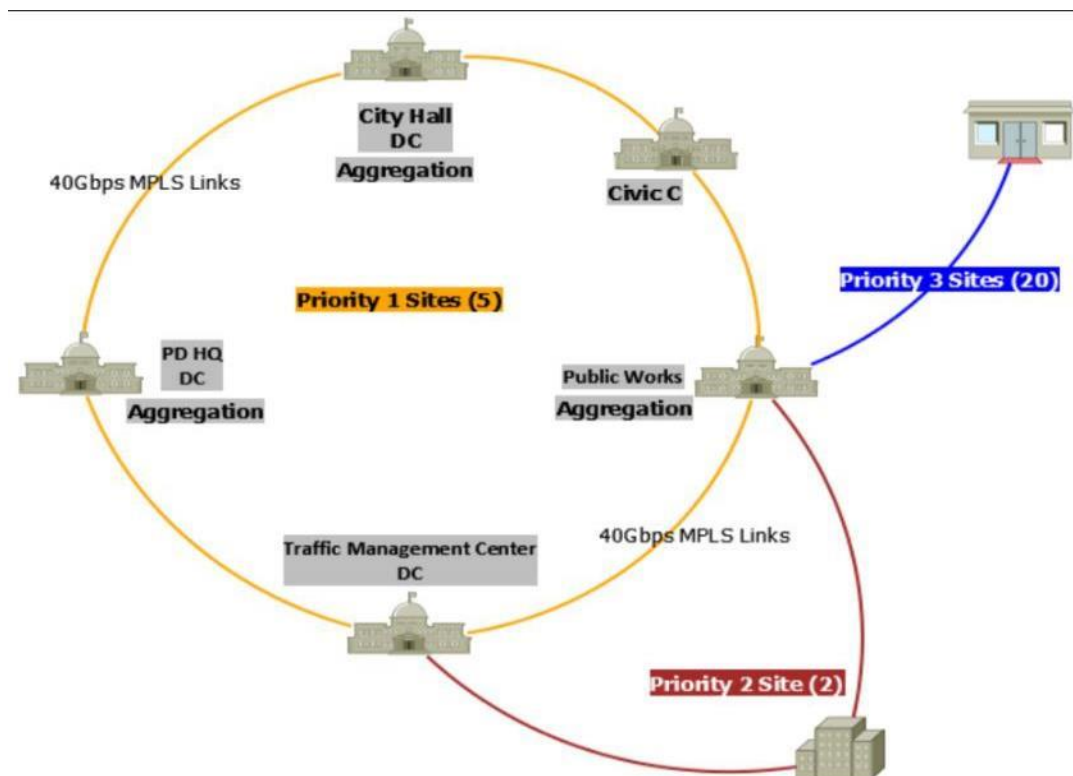 City Hall
DC
Aggregation
Civic C
40Gbps MPLS Links
Priority 3 Sites (20)
Priority 1 Sites (5)
PD HQ
DC
Aggregation
Public Works
Aggregation
40Gbps MPLS Links
Traffic Management Center
DC
Priority 2 Site (2)